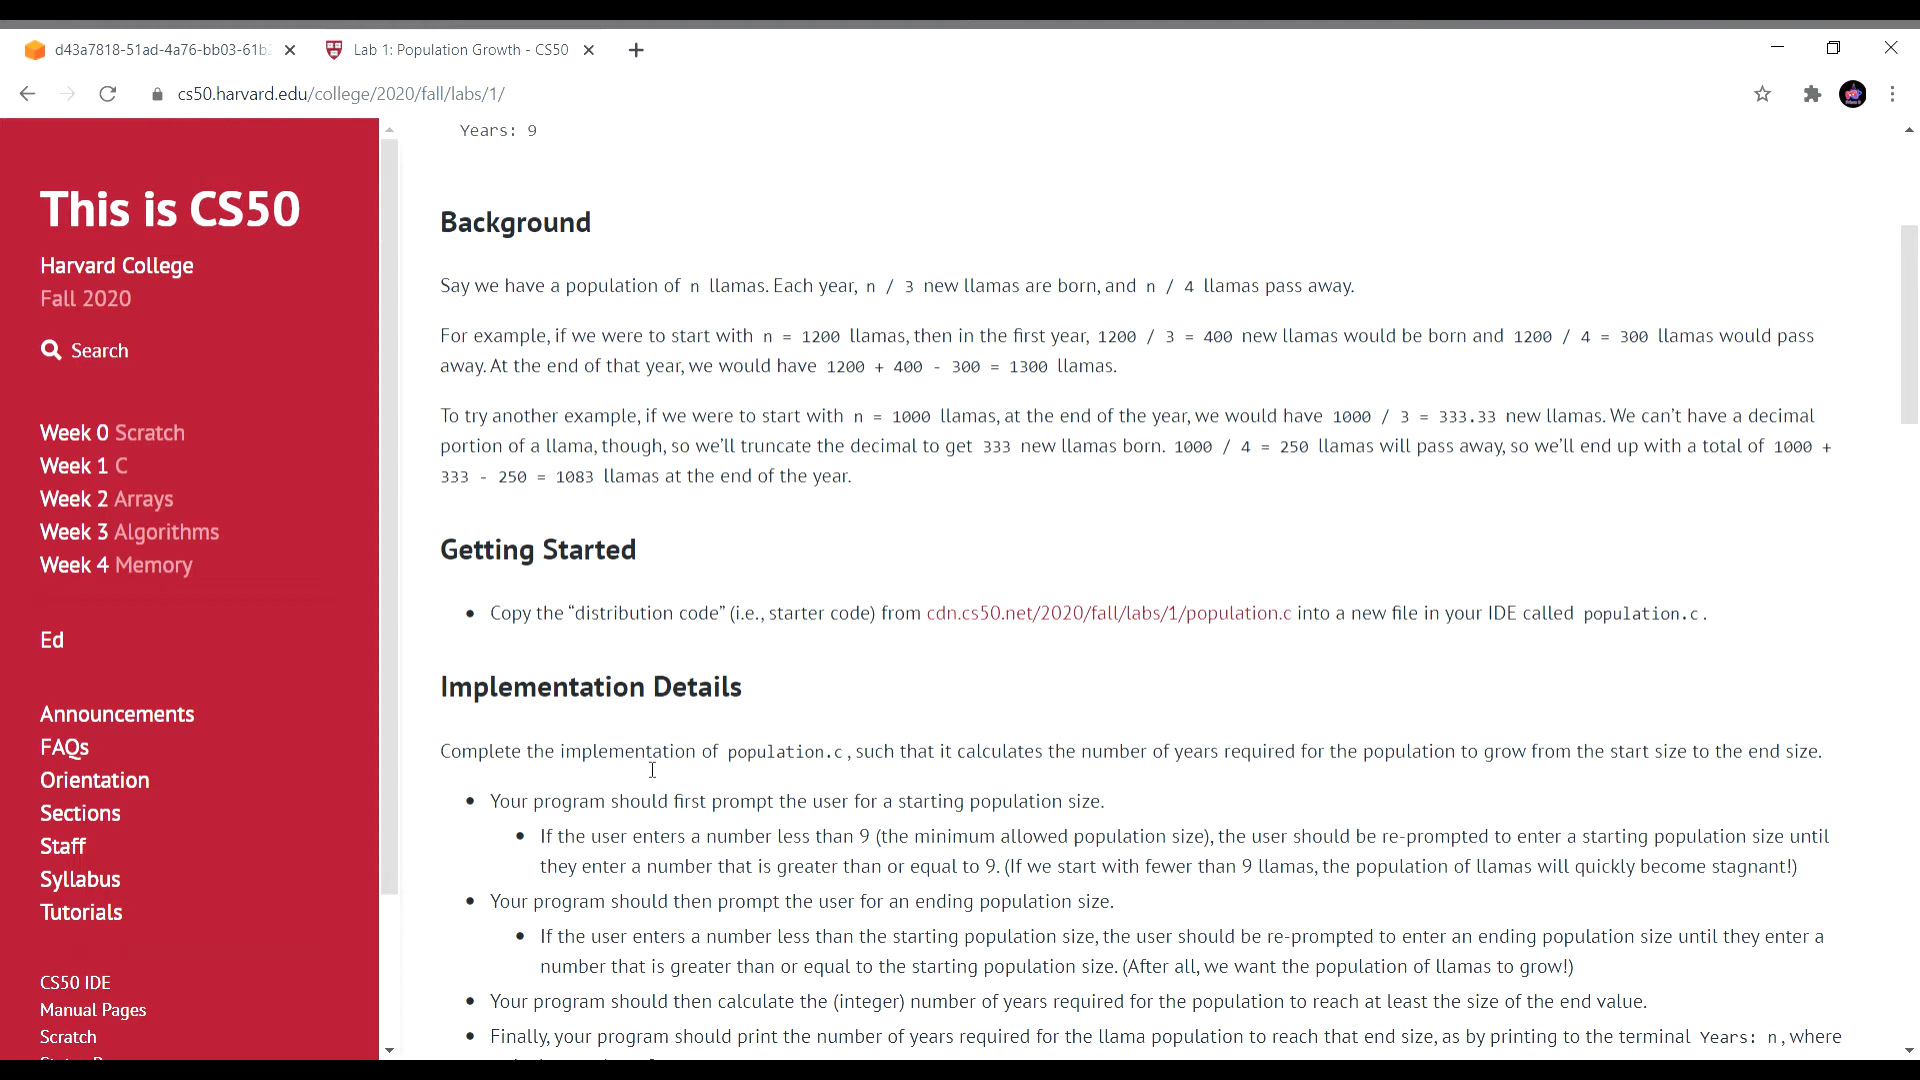 d43a7818-51ad-4a76-bb03-61b
Lab 1: Population Growth - CS50
cs50.harvard.edu/college/2020/fall/labs/1/
This is CS50
Harvard College
Fall 2020
Search
Week 0 Scratch
Week 1 C
Week 2 Arrays
Week 3 Algorithms
Week 4 Memory
Ed
Announcements
FAQs
Orientation
Sections
Staff
Syllabus
Tutorials
CS50 IDE
Manual Pages
Scratch
Years: 9
Background
Say we have a population of n llamas. Each year, n / 3 new llamas are born, and n / 4 llamas pass away.
For example, if we were to start with n = 1200 llamas, then in the first year, 1200 / 3 = 400 new llamas would be born and 1200 / 4 = 300 llamas would pass
away. At the end of that year, we would have 1200 + 400 - 300 = 1300 llamas.
To try another example, if we were to start with n = 1000 llamas, at the end of the year, we would have 1000 / 3 = 333.33 new llamas. We can’t have a decimal
portion of a llama, though, so we’ll truncate the decimal to get 333 new llamas born. 1000 / 4 = 250 llamas will pass away, so we’ll end up with a total of 1000 +
333 - 250 = 1083 llamas at the end of the year.
Getting Started
• Copy the “distribution code” (i.e., starter code) from cdn.cs50.net/2020/fall/labs/1/population.c into a new file in your IDE called population.c.
Implementation Details
Complete the implementation of population.c, such that it calculates the number of years required for the population to grow from the start size to the end size.
• Your program should first prompt the user for a starting population size.
• If the user enters a number less than 9 (the minimum allowed population size), the user should be re-prompted to enter a starting population size until
they enter a number that is greater than or equal to 9. (If we start with fewer than 9 llamas, the population of llamas will quickly become stagnant!)
• Your program should then prompt the user for an ending population size.
• If the user enters a number less than the starting population size, the user should be re-prompted to enter an ending population size until they enter a
number that is greater than or equal to the starting population size. (After all, we want the population of llamas to grow!)
• Your program should then calculate the (integer) number of years required for the population to reach at least the size of the end value.
• Finally, your program should print the number of years required for the llama population to reach that end size, as by printing to the terminal Years: n, where